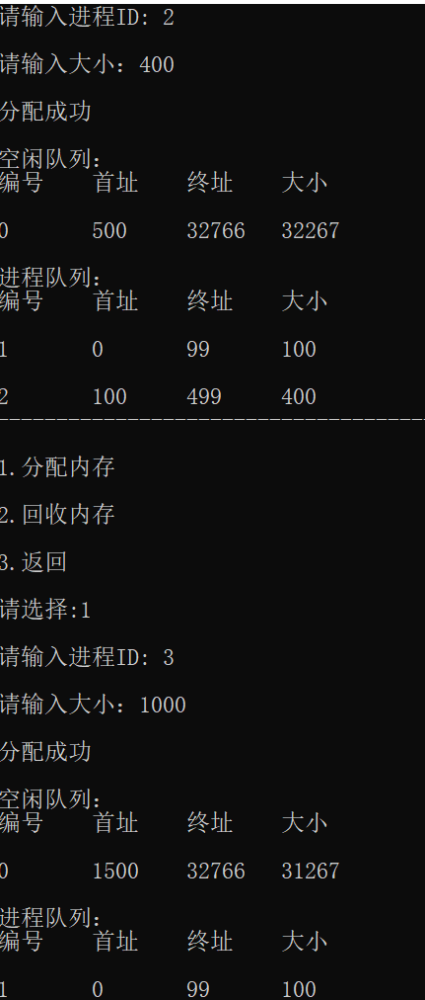 请输入进程ID: 2
请输入大小: 400
分配成功
空闲队列:
编号 首址 终址 大小
0 500 32766 32267
进程队列:
编号 首址 终址 大小
1 0 99 100
2 100 499 400
------------------------------------
1.分配内存
2.回收内存
3.返回
请选择:1
请输入进程ID: 3
请输入大小: 1000
分配成功
空闲队列:
编号 首址 终址 大小
0 1500 32766 31267
进程队列:
编号 首址 终址 大小
1 0 99 100